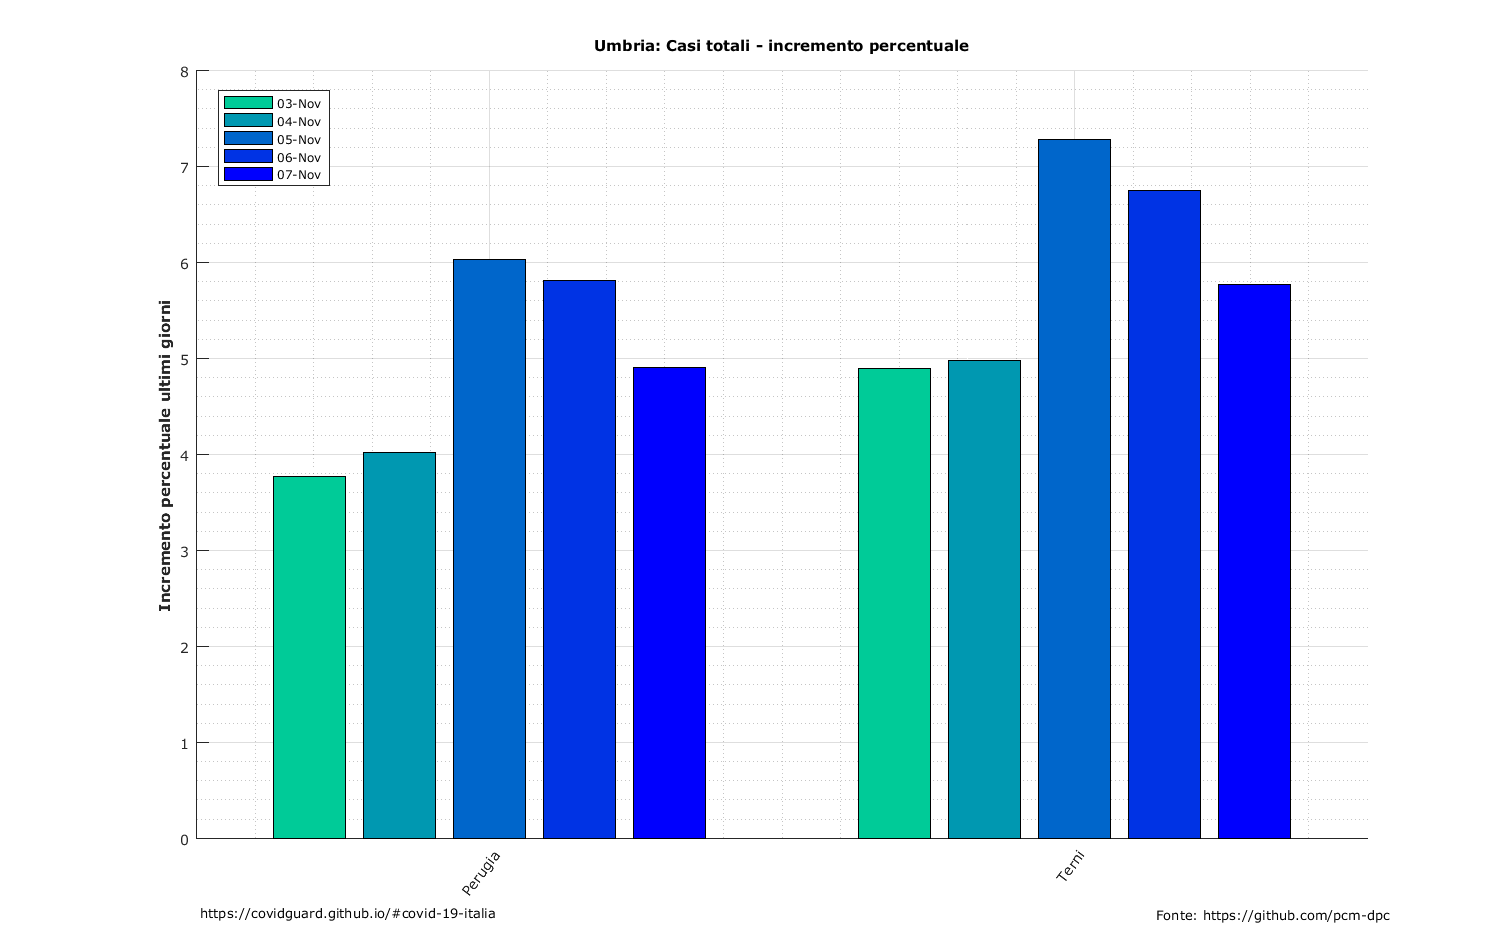 Umbria: Casi totali - incremento percentuale
8
7
6
5
4
3
2
1
0
03-Nov
04-Nov
05-Nov
06-Nov
07-Nov
Incremento percentuale ultimi giorni
Perugia
Terni
https://covidguard.github.io/#covid-19-italia
Fonte: https://github.com/pcm-dpc